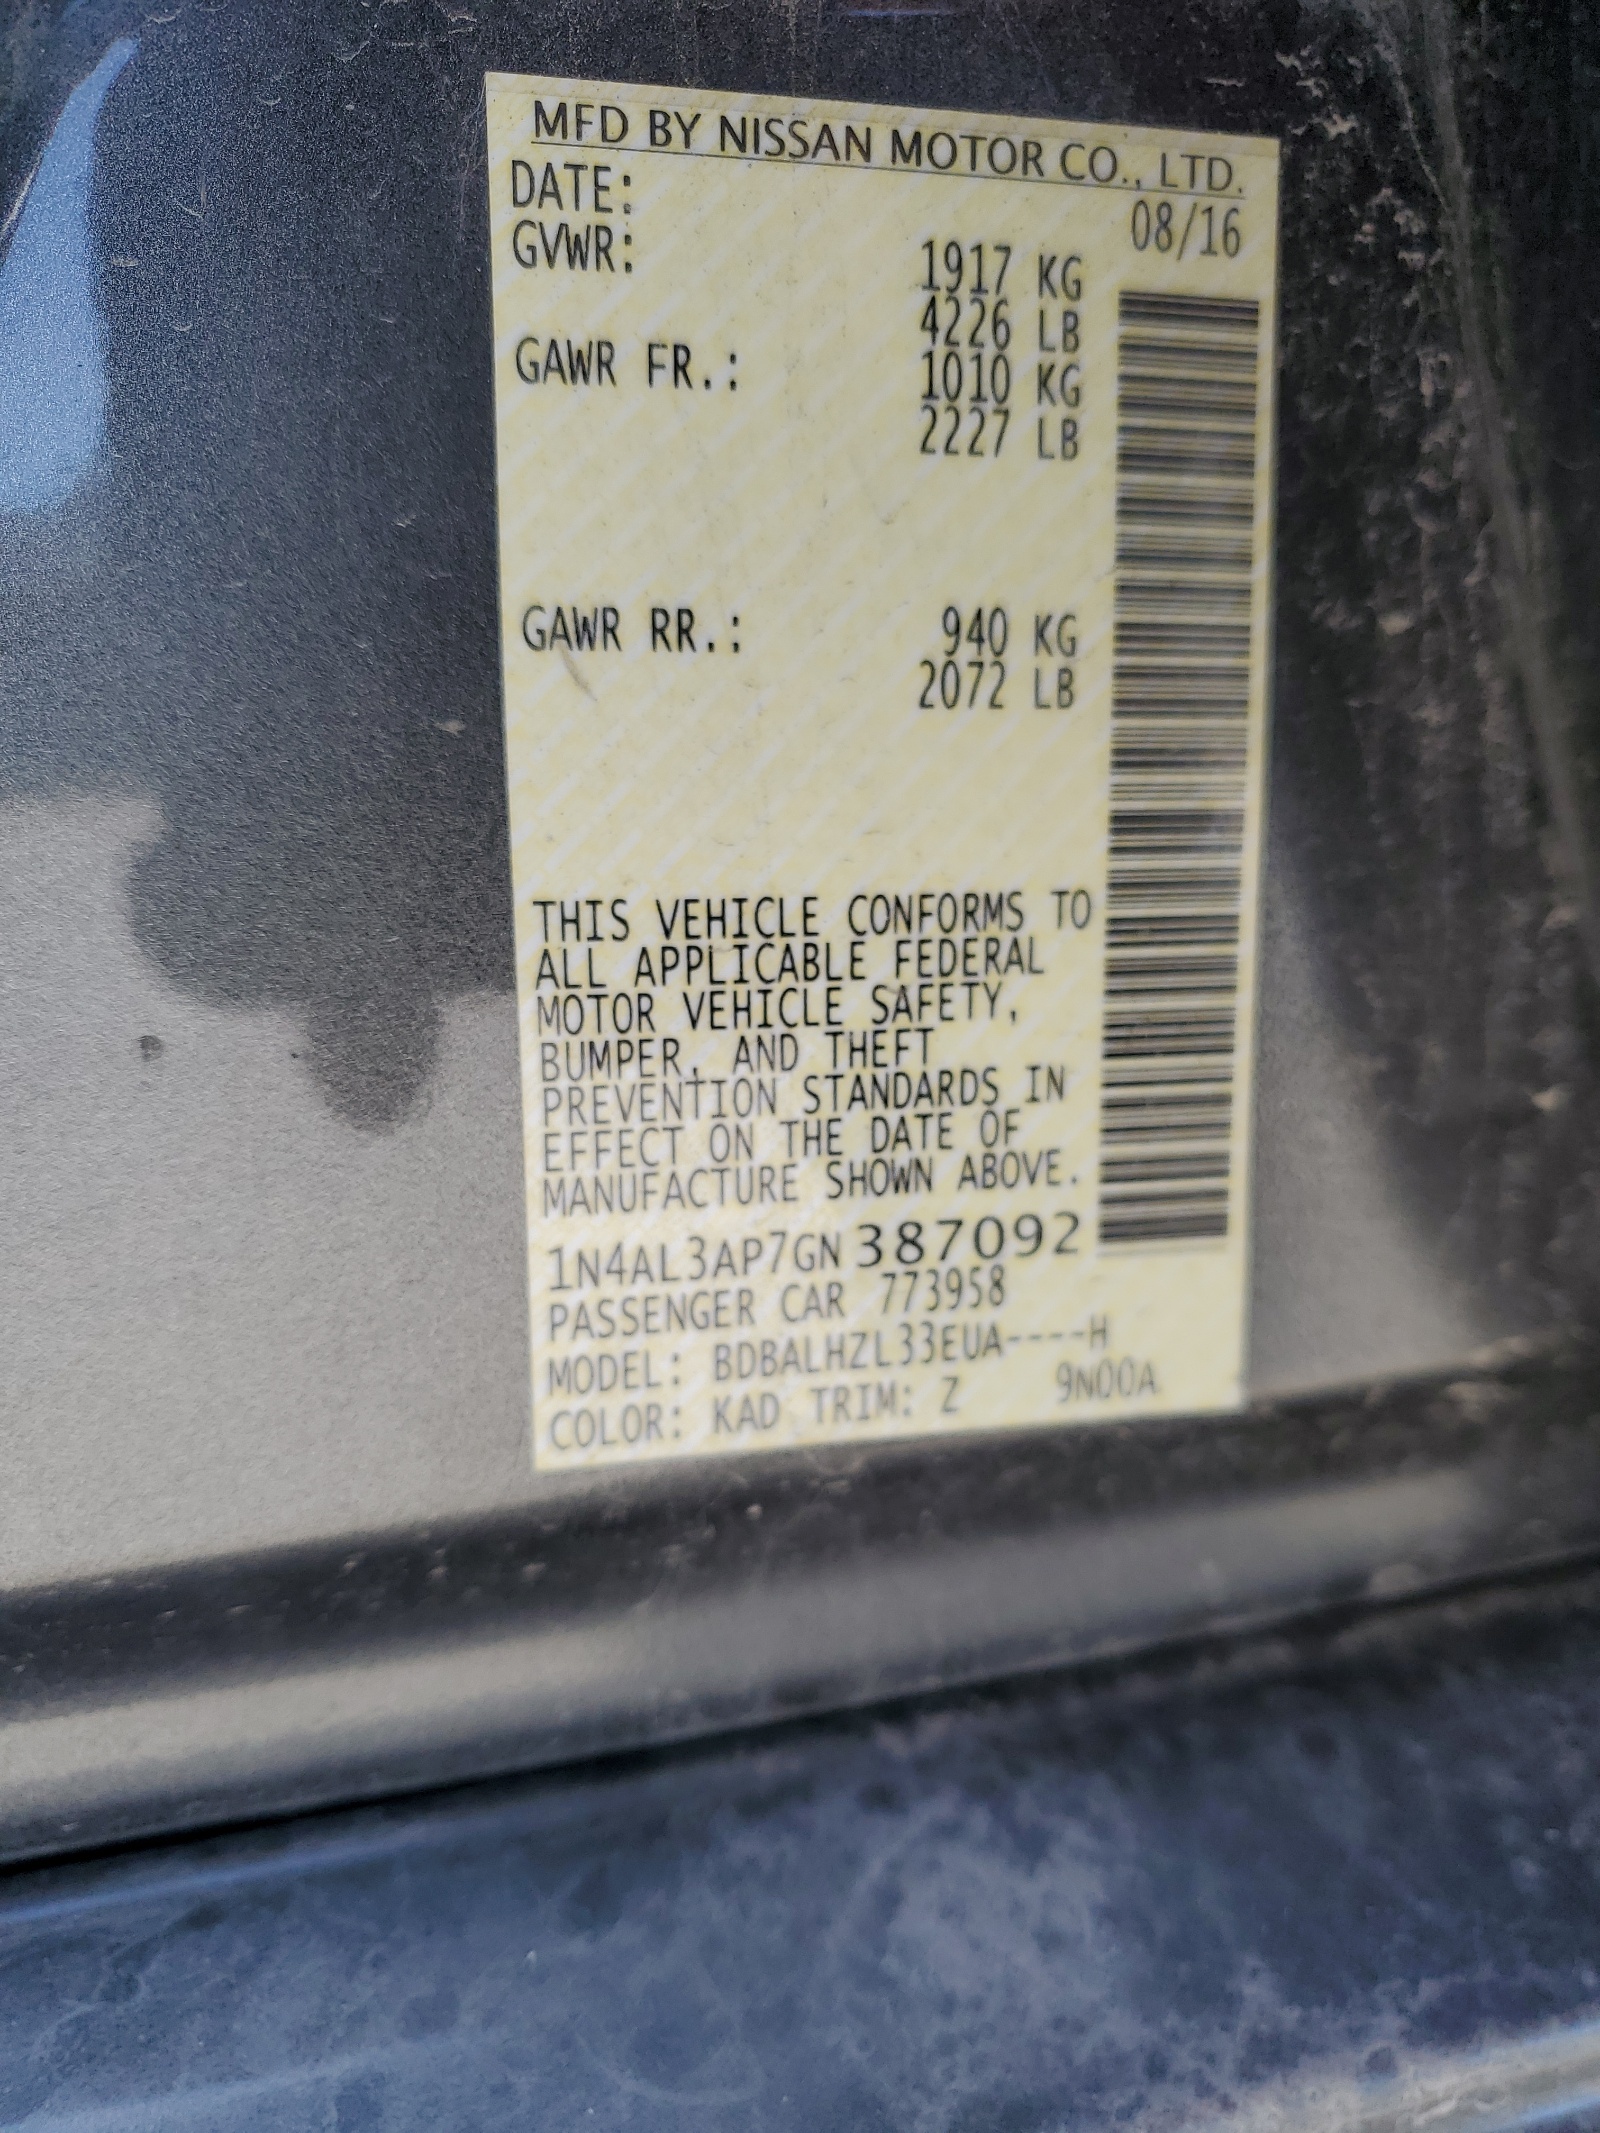 MFD BY NISSAN MOTOR CO., LTD.
DATE: 08/16
GVWR: 1917 KG
4226 LB
GAWR FR.: 1010 KG
2227 LB
GAWR RR.: 940 KG
2072 LB
THIS VEHICLE CONFORMS TO
ALL APPLICABLE FEDERAL
MOTOR VEHICLE SAFETY,
BUMPER, AND THEFT
PREVENTION STANDARDS IN
EFFECT ON THE DATE OF
MANUFACTURE SHOWN ABOVE.
1N4AL3AP7GN387092
PASSENGER CAR 773958
MODEL: BDBALHZL33EUA----H
COLOR: KAD TRIM: Z 9N00A